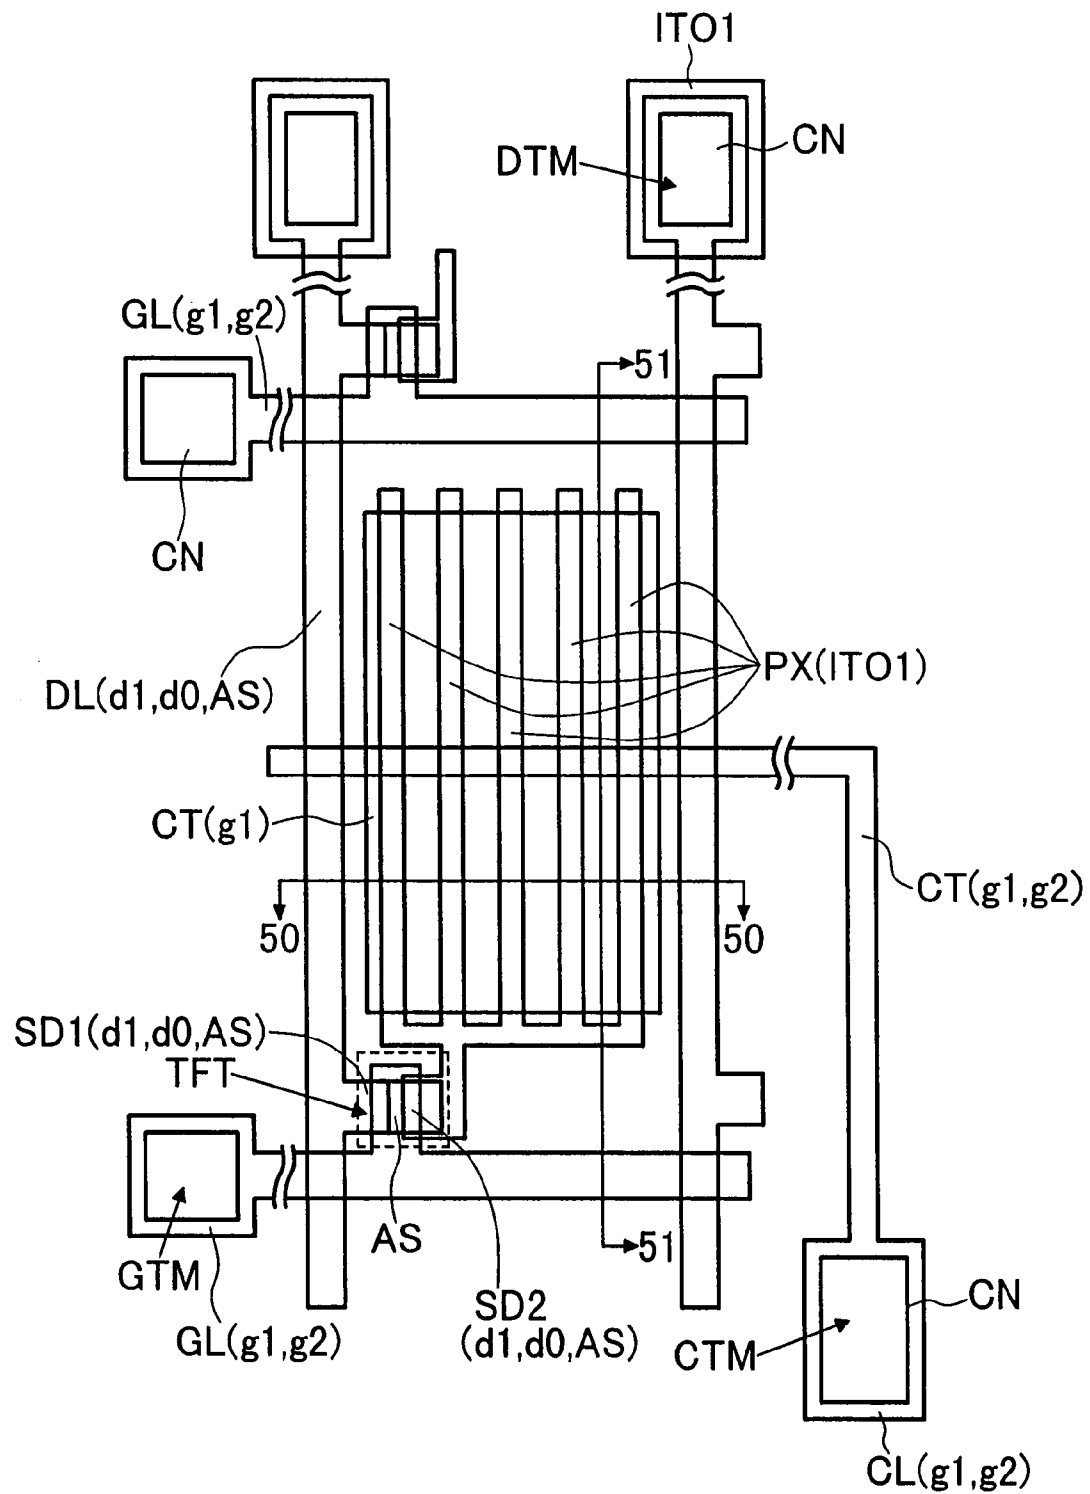 ITO1
CN
DTM
GL(g1,g2)
51
CN
PX(ITO1)
DL(d1,d0,AS)
CT(g1)
CT(g1,g2)
50
50
SD1(d1,d0,AS)
TFT
AS
51
GTM
CN
SD2
(d1,d0,AS)
GL(g1,g2)
CTM
CL(g1,g2)